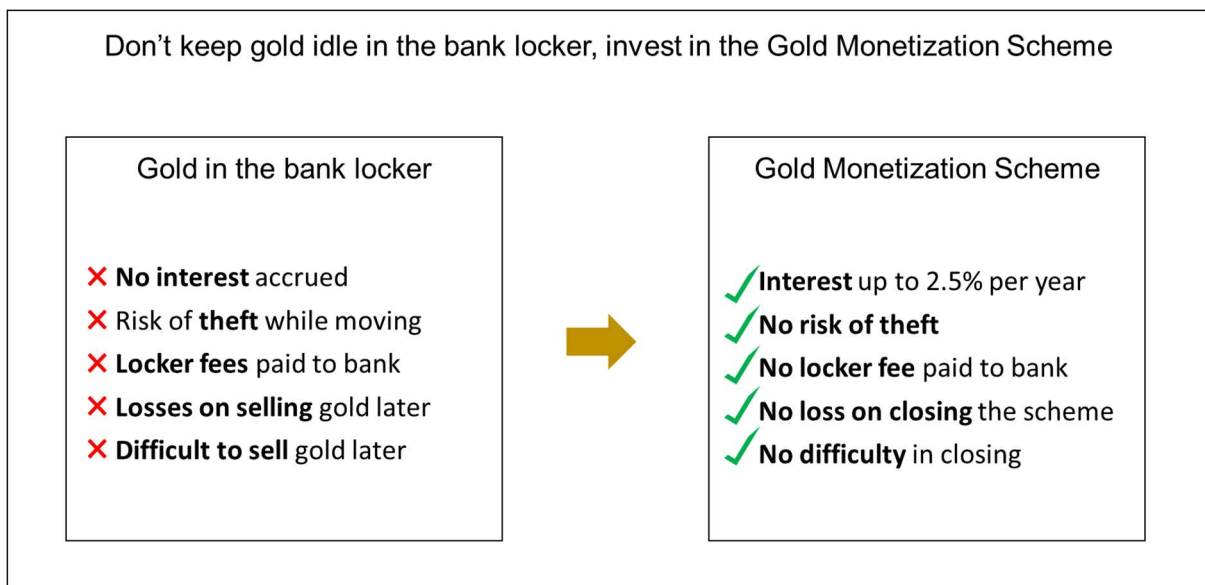 Don’t keep gold idle in the bank locker, invest in the Gold Monetization Scheme
Gold in the bank locker
No interest accrued
Risk of theft while moving
Locker fees paid to bank
Losses on selling gold later
Difficult to sell gold later
Gold Monetization Scheme
Interest up to 2.5% per year
No risk of theft
No locker fee paid to bank
No loss on closing the scheme
No difficulty in closing